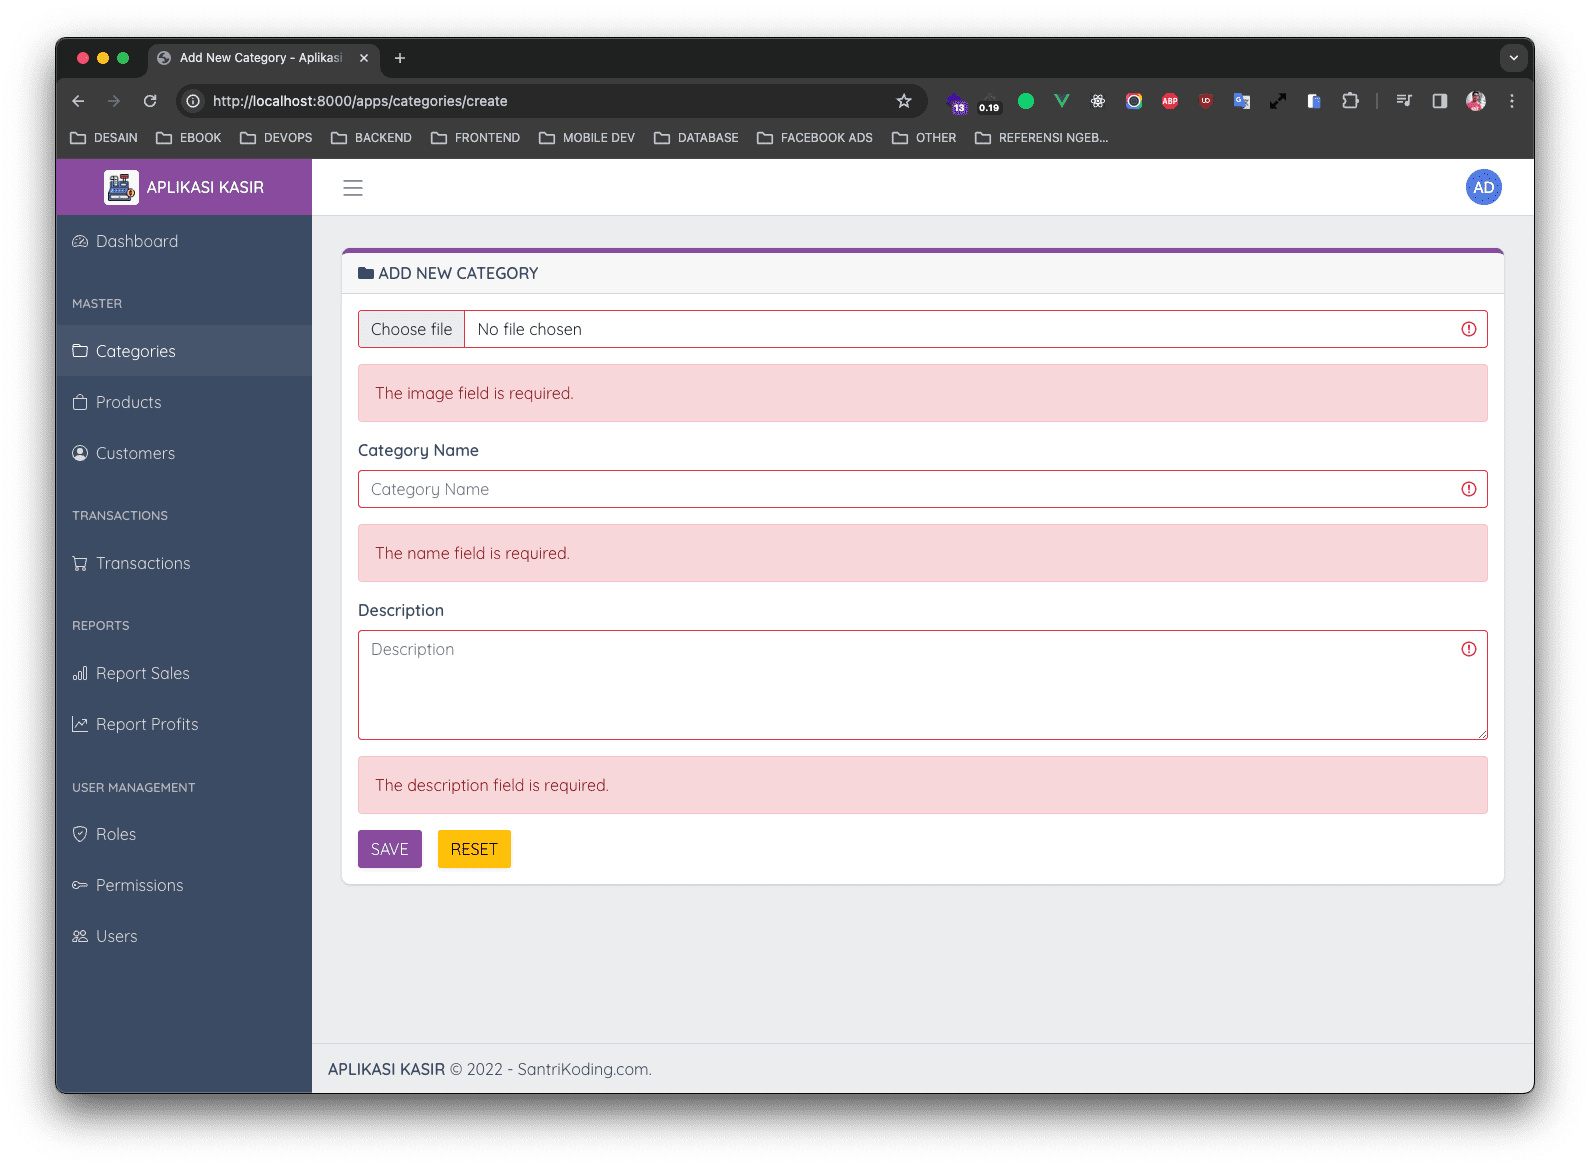 Add New Category - Aplikasi
http://localhost:8000/apps/categories/create
13
0.19
ABP
DESAIN
EBOOK
DEVOPS
BACKEND
FRONTEND
MOBILE DEV
DATABASE
FACEBOOK ADS
OTHER
REFERENSI NGEB...
APLIKASI KASIR
AD
Dashboard
MASTER
Categories
Products
Customers
TRANSACTIONS
Transactions
REPORTS
Report Sales
Report Profits
USER MANAGEMENT
Roles
Permissions
Users
ADD NEW CATEGORY
Choose file No file chosen
The image field is required.
Category Name
Category Name
The name field is required.
Description
Description
The description field is required.
SAVE RESET
APLIKASI KASIR © 2022 - SantriKoding.com.